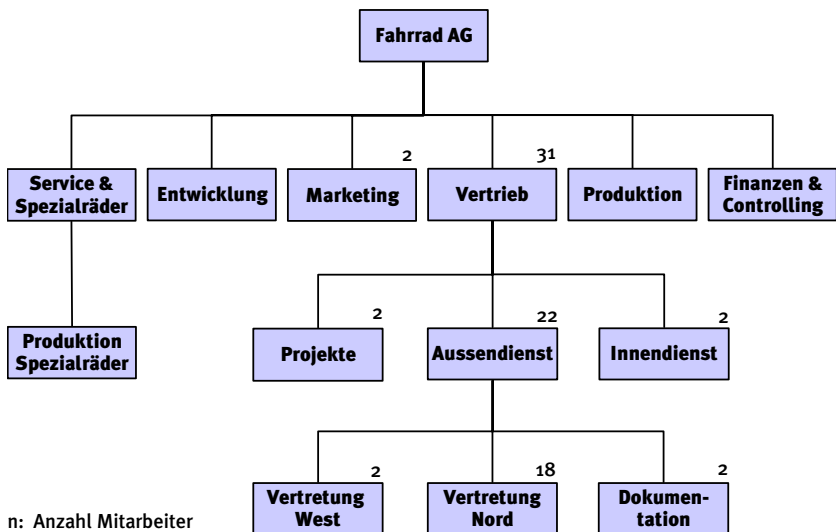 Fahrrad AG
2
31
Service &
Spezialräder
Entwicklung
Marketing
Vertrieb
Produktion
Finanzen &
Controlling
2
22
2
Produktion
Spezialräder
Projekte
Aussendienst
Innendienst
2
18
2
Vertretung
West
Vertretung
Nord
Dokumen-
tation
n: Anzahl Mitarbeiter